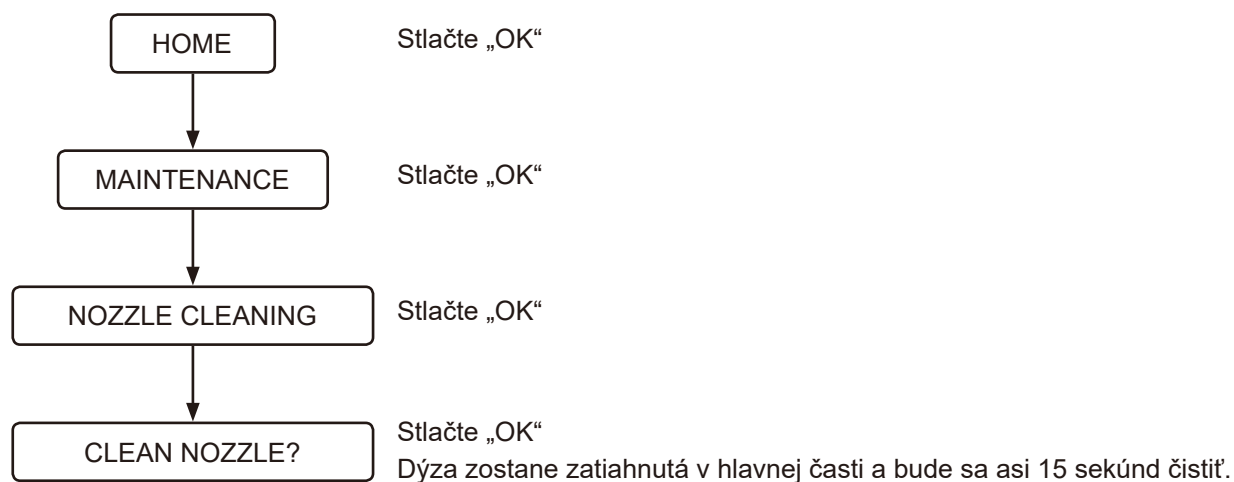 HOME
Stlačte „OK“
MAINTENANCE
Stlačte „OK“
NOZZLE CLEANING
Stlačte „OK“
CLEAN NOZZLE?
Stlačte „OK“
Dýza zostane zatiahnutá v hlavnej časti a bude sa asi 15 sekúnd čistiť.